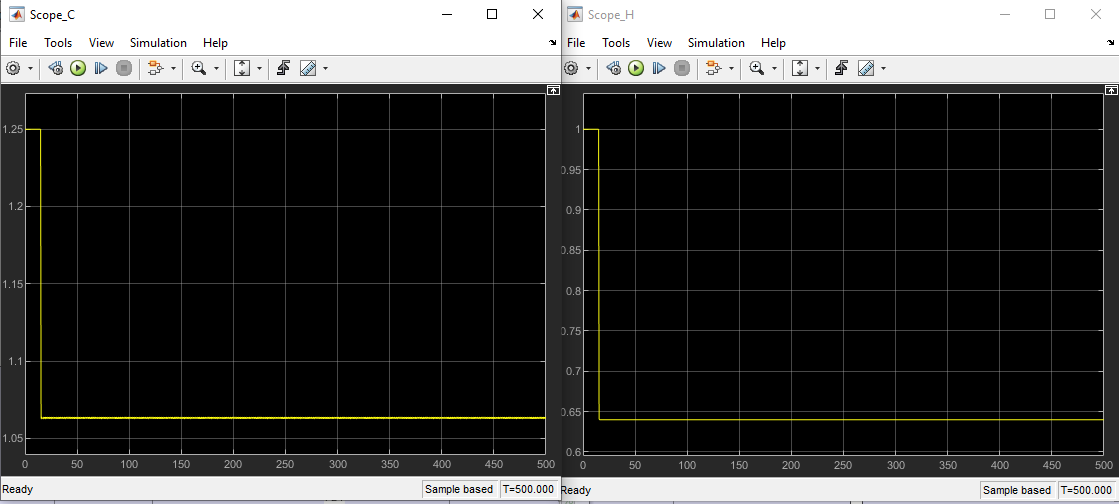 Scope_C
File Tools View Simulation Help
1.25
1.2
1.15
1.1
1.05
0 50 100 150 200 250 300 350 400 450 500
Ready
Sample based T=500.000
Scope_H
File Tools View Simulation Help
1
0.95
0.9
0.85
0.8
0.75
0.7
0.65
0.6
0 50 100 150 200 250 300 350 400 450 500
Ready
Sample based T=500.000